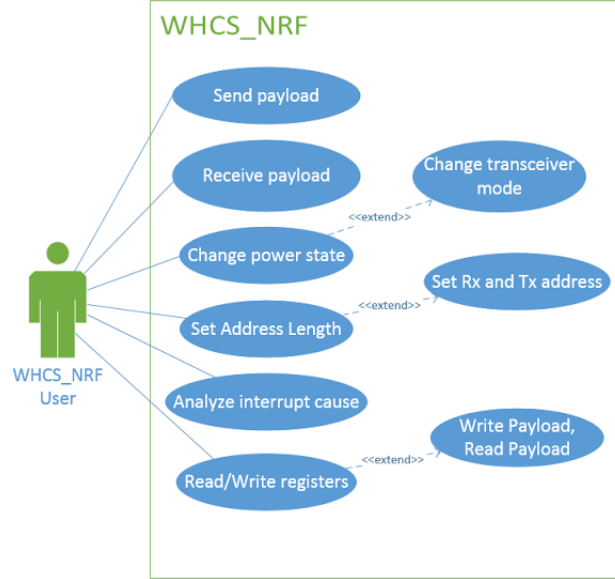 WHCS_NRF
Send payload
Receive payload
Change transceiver
mode
<<extend>>
Change power state
Set Rx and Tx address
<<extend>>
Set Address Length
WHCS_NRF
User
Analyze interrupt cause
Write Payload,
Read Payload
<<extend>>
Read/Write registers